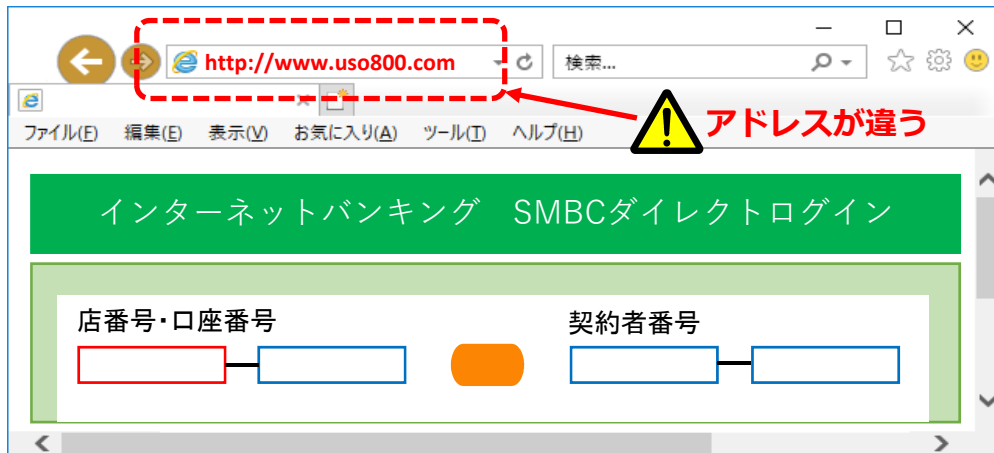 http://www.uso800.com
検索...
ファイル(F) 編集(E) 表示(V) お気に入り(A) ツール(T) ヘルプ(H)
アドレスが違う
インターネットバンキング　SMBCダイレクトログイン
店番号・口座番号
契約者番号